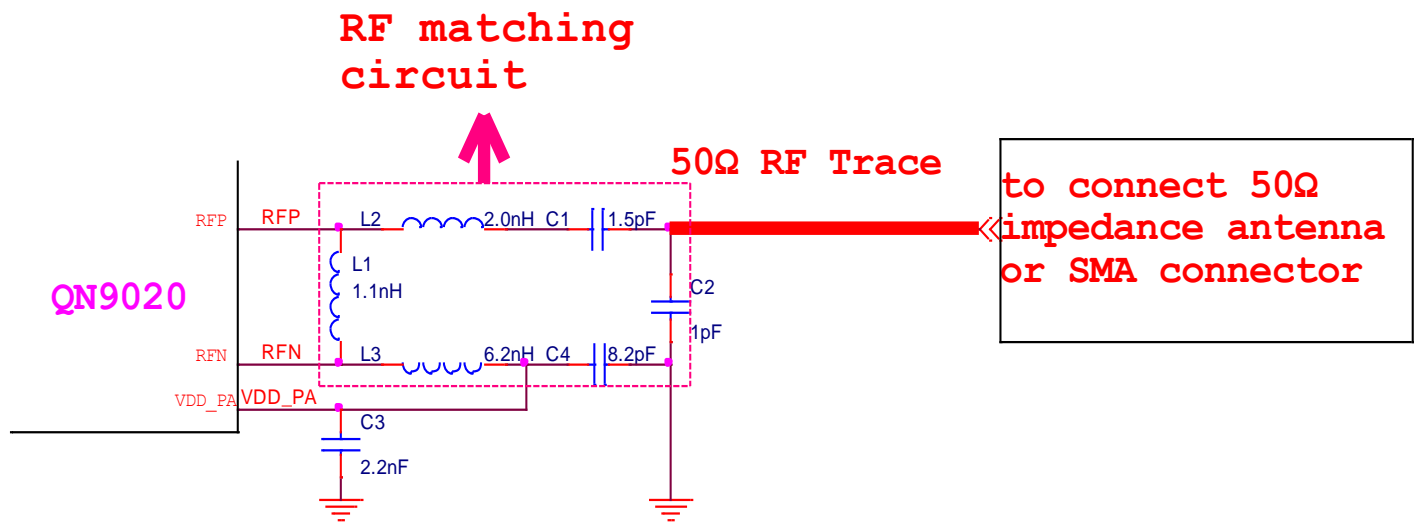 RF matching
circuit
50Ω RF Trace
to connect 50Ω
impedance antenna
or SMA connector
RFP RFP L2 2.0nH C1 1.5pF
L1
1.1nH
QN9020
C2
1pF
RFN RFN L3 6.2nH C4 8.2pF
VDD_PA VDD_PA
C3
2.2nF